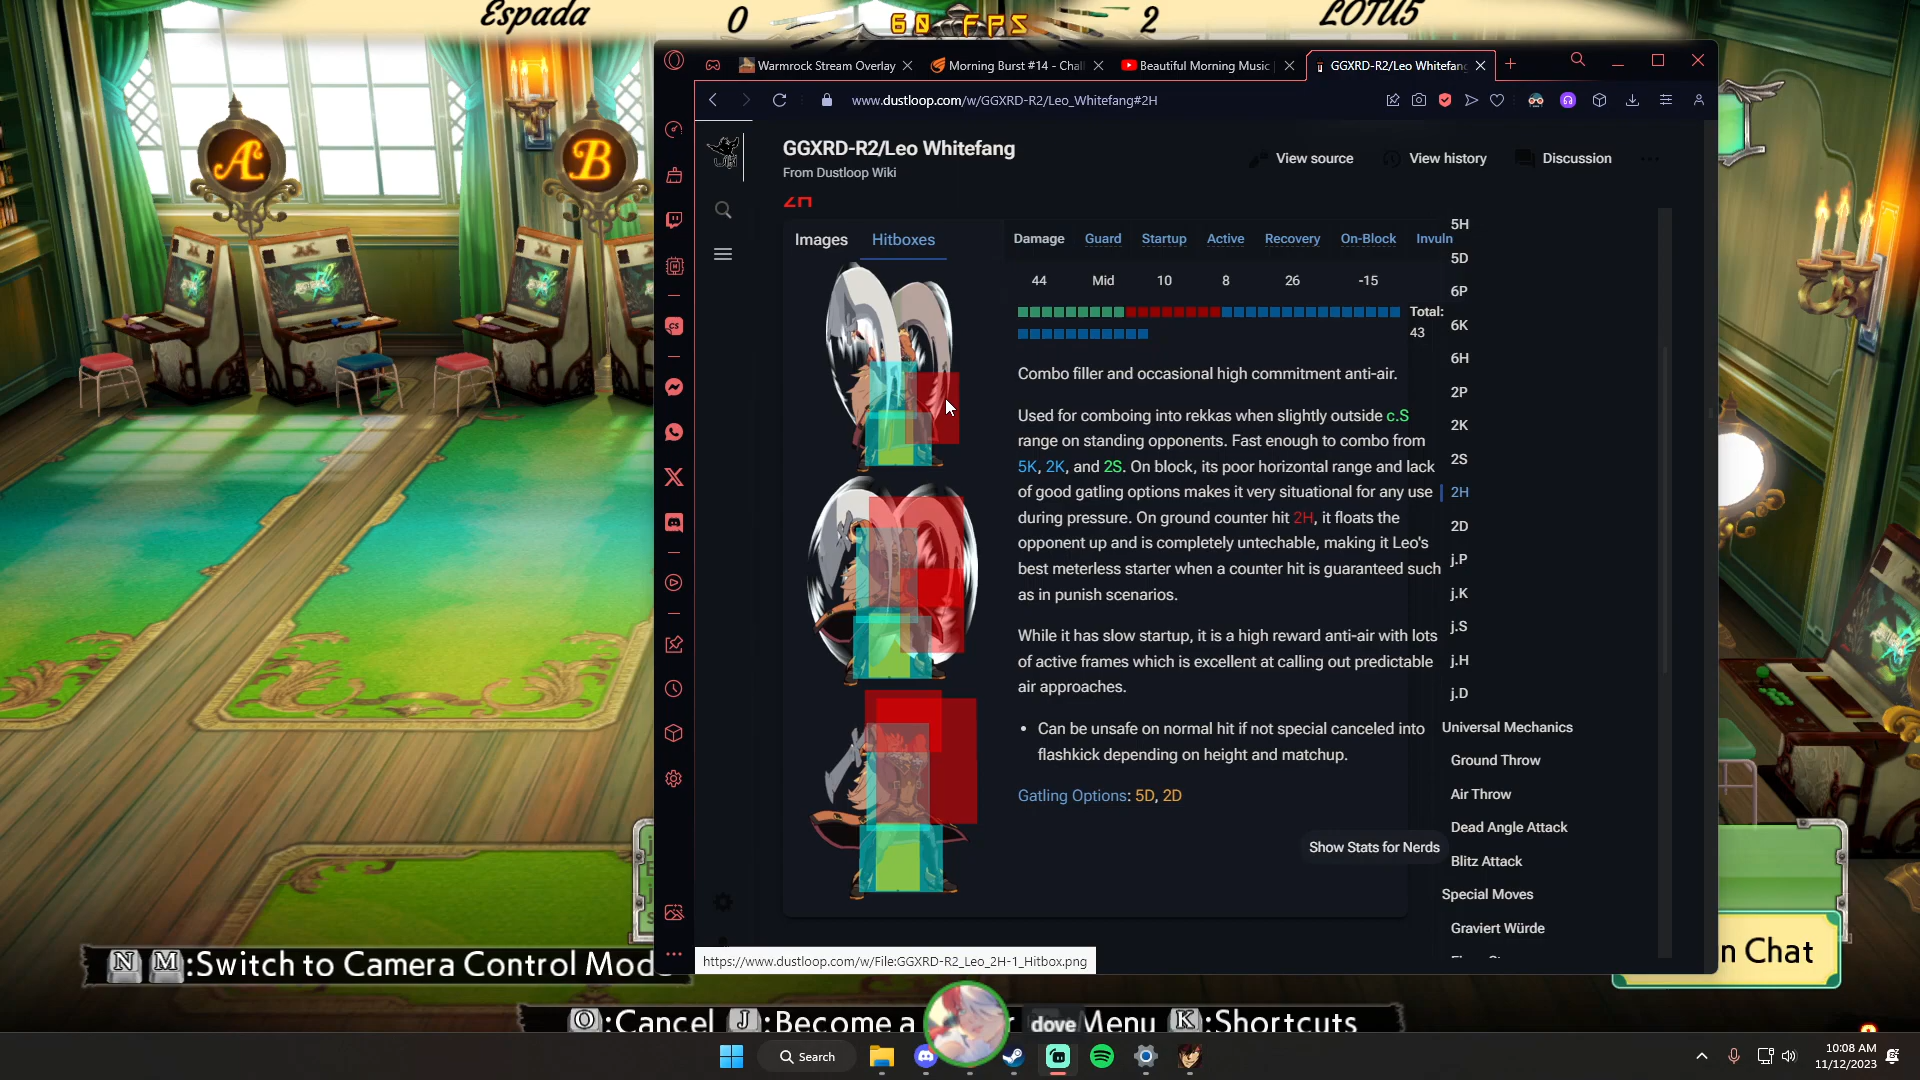 Espada 0 60 FPS 2 LOTUS
Warmrock Stream Overlay
Morning Burst #14 - Chal
Beautiful Morning Music
GGXRD-R2/Leo Whitefang
www.dustloop.com/w/GGXRD-R2/Leo_Whitefang#2H
A
B
GGXRD-R2/Leo Whitefang
From Dustloop Wiki
View source
View history
Discussion
2H
Images
Hitboxes
Damage Guard Startup Active Recovery On-Block Invuln
44 Mid 10 8 26 -15
Total:
43
Combo filler and occasional high commitment anti-air.
Used for comboing into rekkas when slightly outside c.S
range on standing opponents. Fast enough to combo from
5K, 2K, and 2S. On block, its poor horizontal range and lack
of good gatling options makes it very situational for any use
during pressure. On ground counter hit 2H, it floats the
opponent up and is completely untechable, making it Leo's
best meterless starter when a counter hit is guaranteed such
as in punish scenarios.
While it has slow startup, it is a high reward anti-air with lots
of active frames which is excellent at calling out predictable
air approaches.
• Can be unsafe on normal hit if not special canceled into
flashkick depending on height and matchup.
Gatling Options: 5D, 2D
Show Stats for Nerds
5H
5D
6P
6K
6H
2P
2K
2S
2H
2D
j.P
j.K
j.S
j.H
j.D
Universal Mechanics
Ground Throw
Air Throw
Dead Angle Attack
Blitz Attack
Special Moves
Graviert Würde
https://www.dustloop.com/w/File:GGXRD-R2_Leo_2H-1_Hitbox.png
N M :Switch to Camera Control Mode
n Chat
O :Cancel J :Become a
dove
Menu K :Shortcuts
Search
10:08 AM
11/12/2023